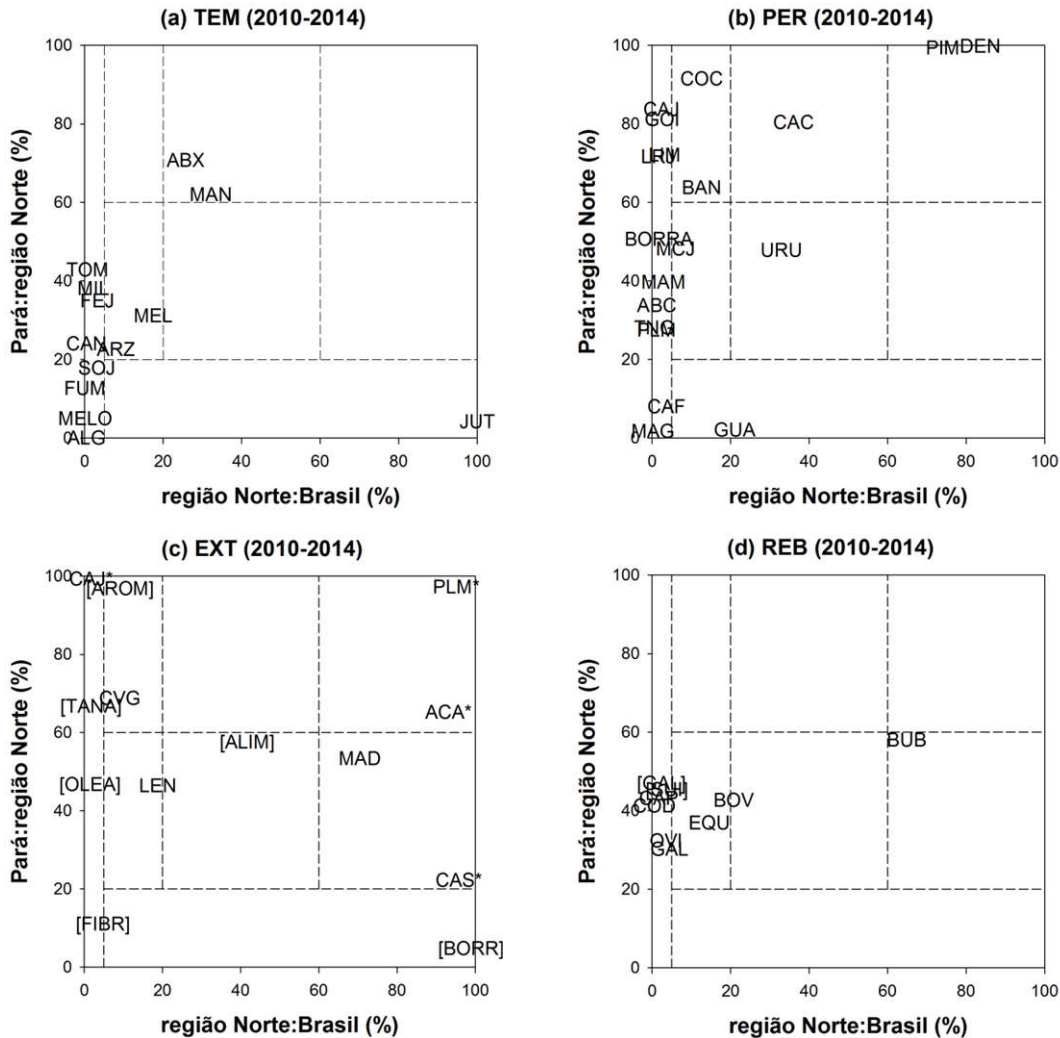 (a) TEM (2010-2014)
Pará:região Norte (%)
100
80
60
40
20
0
ABX
MAN
TOM
MIL
FEJ
MEL
CAN
ARZ
SOJ
FUM
MELO
JUT
ALG
0 20 40 60 80 100
região Norte:Brasil (%)
(b) PER (2010-2014)
Pará:região Norte (%)
100
80
60
40
20
0
PIM DEN
COC
CAJ
GOI
CAC
BAN
BORRA
MCJ
URU
MAM
ABC
CAF
MAG
GUA
0 20 40 60 80 100
região Norte:Brasil (%)
(c) EXT (2010-2014)
Pará:região Norte (%)
100
80
60
40
20
0
CAJ*
[AROM]
PLM*
CVG
[TANA]
ACA*
[ALIM]
MAD
[OLEA]
LEN
CAS*
[FIBR]
[BORR]
0 20 40 60 80 100
região Norte:Brasil (%)
(d) REB (2010-2014)
Pará:região Norte (%)
100
80
60
40
20
0
BUB
[GAL]
BOV
COD
EQU
OVI
GAL
0 20 40 60 80 100
região Norte:Brasil (%)